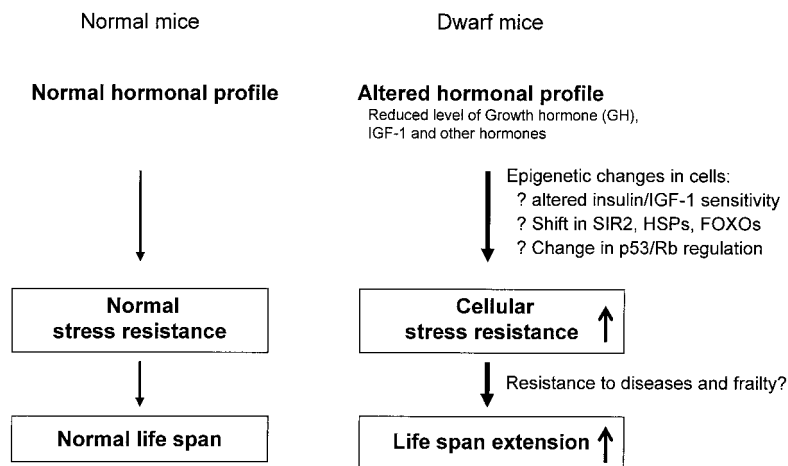 Normal mice
Dwarf mice
Normal hormonal profile
Altered hormonal profile
Reduced level of Growth hormone (GH),
IGF-1 and other hormones
Epigenetic changes in cells:
? altered insulin/IGF-1 sensitivity
? Shift in SIR2, HSPs, FOXOs
? Change in p53/Rb regulation
Normal
stress resistance
Cellular
stress resistance
Resistance to diseases and frailty?
Normal life span
Life span extension